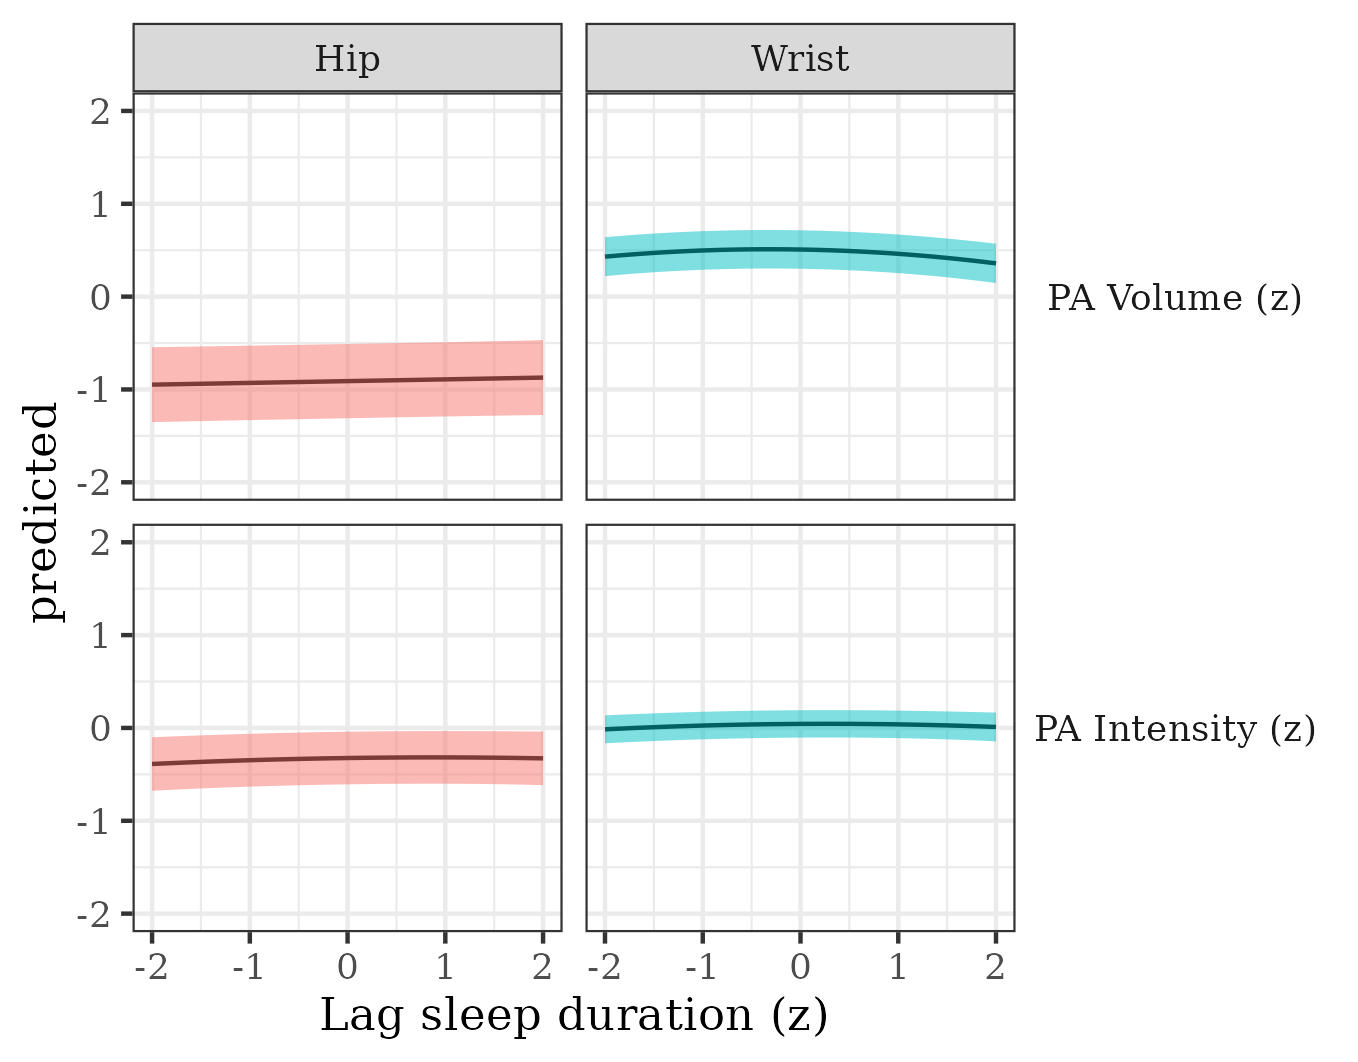 Hip
Wrist
2
1
0
-1
-2
PA Volume (z)
predicted
2
1
0
-1
-2
PA Intensity (z)
-2 -1 0 1 2 -2 -1 0 1 2
Lag sleep duration (z)